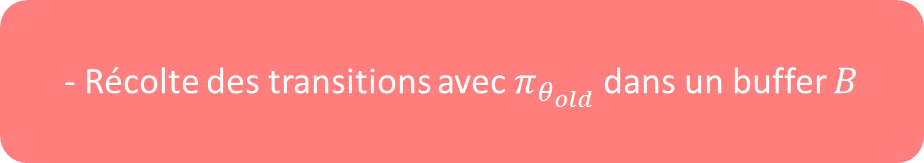 - Récolte des transitions avec π_{θ_{old}} dans un buffer B